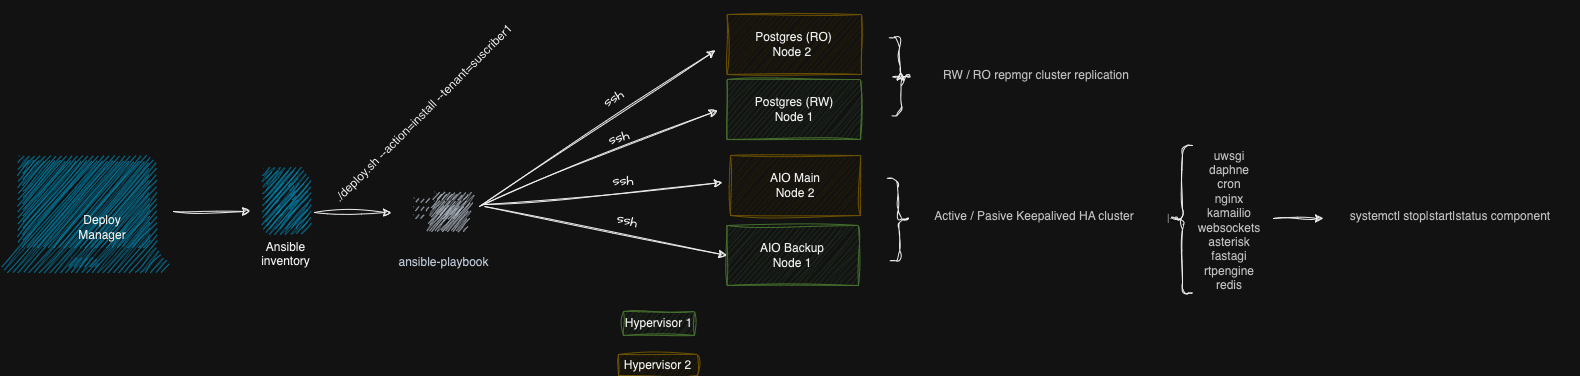 Deploy
Manager
Ansible
inventory
./deploy.sh --action=install --tenant=suscriber1
ansible-playbook
ssh
ssh
ssh
ssh
Postgres (RO)
Node 2
Postgres (RW)
Node 1
AIO Main
Node 2
AIO Backup
Node 1
Hypervisor 1
Hypervisor 2
RW / RO repmgr cluster replication
Active / Pasive Keepalived HA cluster
uwsgi
daphne
cron
nginx
kamailio
websockets
asterisk
fastagi
rtpengine
redis
systemctl stop|start|status component